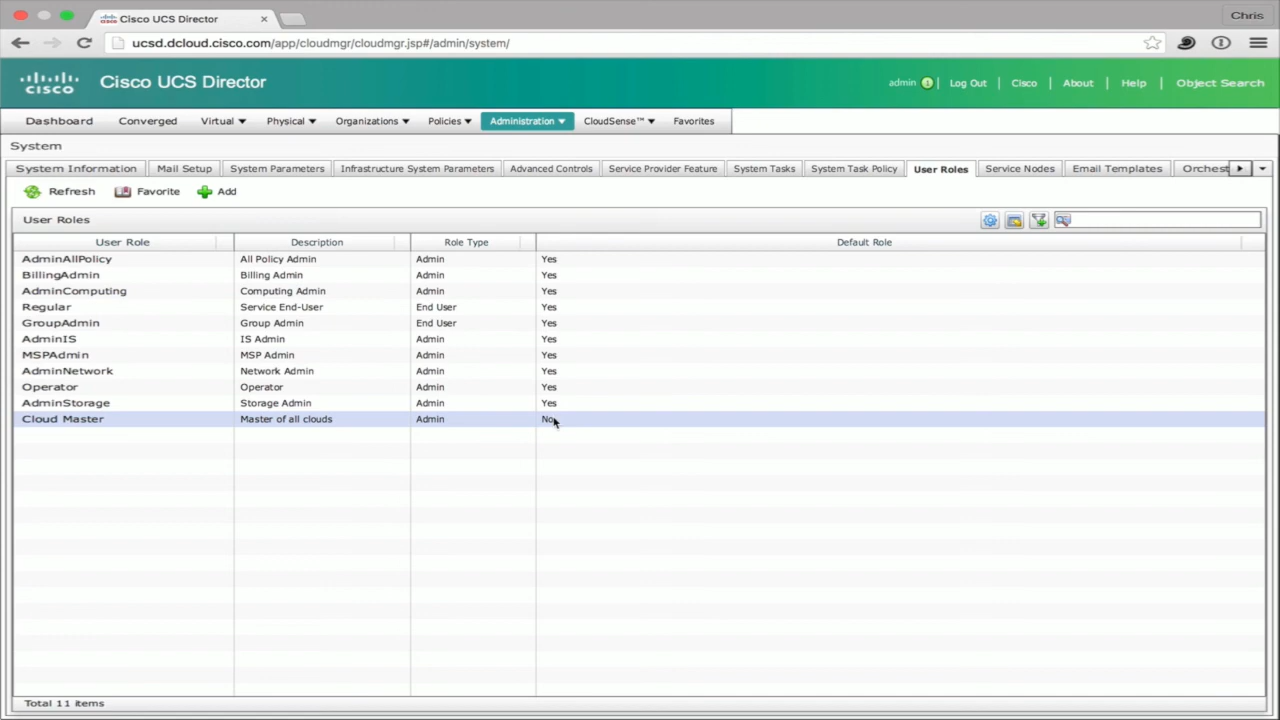 Cisco UCS Director
Chris
ucsd.dcloud.cisco.com/app/cloudmgr/cloudmgr.jsp#/admin/system/
CISCO
Cisco UCS Director
admin
Log Out
Cisco
About
Help
Object Search
Dashboard
Converged
Virtual
Physical
Organizations
Policies
Administration
CloudSense™
Favorites
System
System Information
Mail Setup
System Parameters
Infrastructure System Parameters
Advanced Controls
Service Provider Feature
System Tasks
System Task Policy
User Roles
Service Nodes
Email Templates
Orchest
Refresh
Favorite
Add
User Roles
User Role Description Role Type Default Role
AdminAllPolicy All Policy Admin Admin Yes
BillingAdmin Billing Admin Admin Yes
AdminComputing Computing Admin Admin Yes
Regular Service End-User End User Yes
GroupAdmin Group Admin End User Yes
AdminIS IS Admin Admin Yes
MSPAdmin MSP Admin Admin Yes
AdminNetwork Network Admin Admin Yes
Operator Operator Admin Yes
AdminStorage Storage Admin Admin Yes
Cloud Master Master of all clouds Admin No
Total 11 items